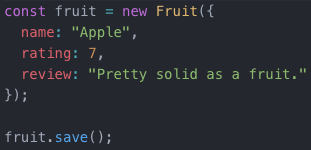 const fruit = new Fruit({
  name: "Apple",
  rating: 7,
  review: "Pretty solid as a fruit."
});

fruit.save();